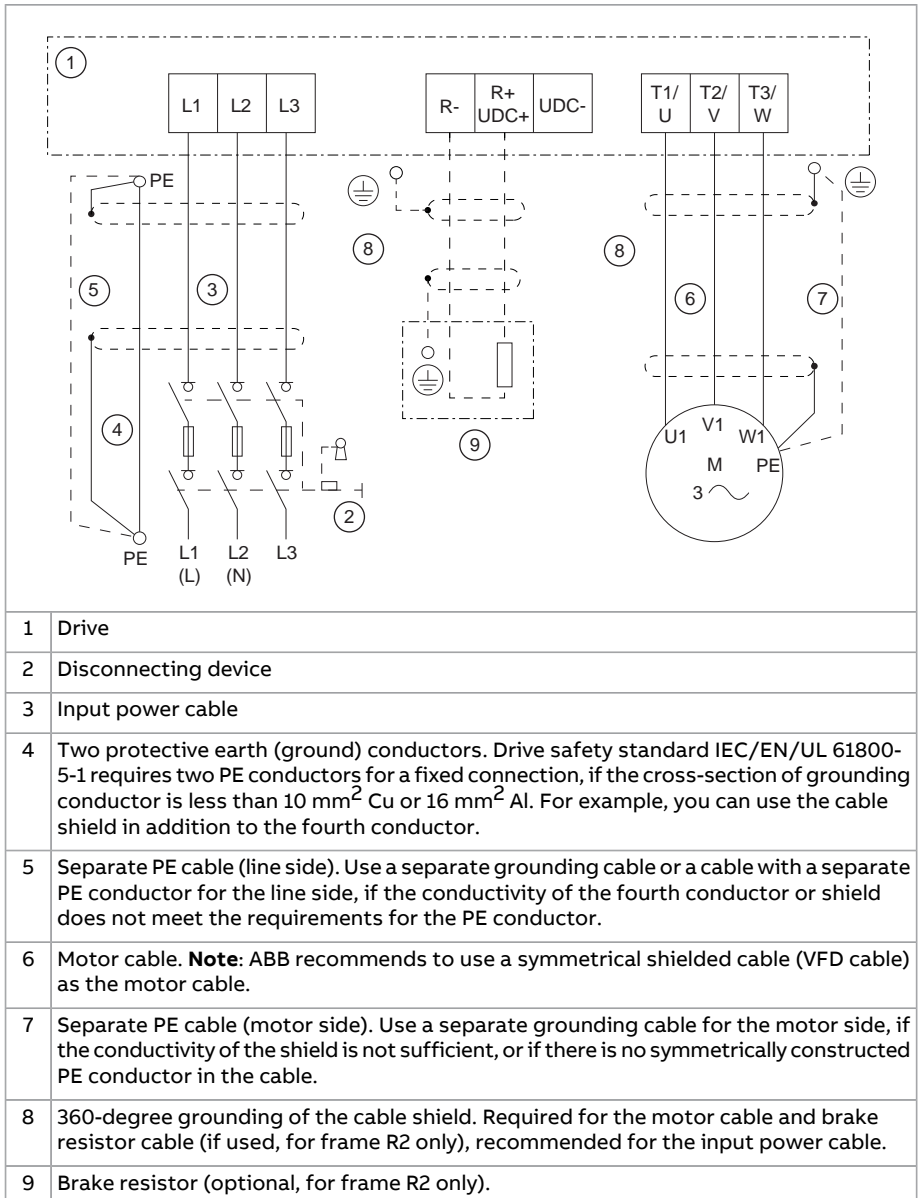 1
L1 L2 L3
R- R+ UDC+ UDC-
T1/ U T2/ V T3/ W
PE
8
8
5
3
6
7
4
9
2
U1 V1 W1
M PE
3
PE
L1 (L) L2 (N) L3
1 Drive
2 Disconnecting device
3 Input power cable
4 Two protective earth (ground) conductors. Drive safety standard IEC/EN/UL 61800-
5-1 requires two PE conductors for a fixed connection, if the cross-section of grounding
conductor is less than 10 mm² Cu or 16 mm² Al. For example, you can use the cable
shield in addition to the fourth conductor.
5 Separate PE cable (line side). Use a separate grounding cable or a cable with a separate
PE conductor for the line side, if the conductivity of the fourth conductor or shield
does not meet the requirements for the PE conductor.
6 Motor cable. Note: ABB recommends to use a symmetrical shielded cable (VFD cable)
as the motor cable.
7 Separate PE cable (motor side). Use a separate grounding cable for the motor side, if
the conductivity of the shield is not sufficient, or if there is no symmetrically constructed
PE conductor in the cable.
8 360-degree grounding of the cable shield. Required for the motor cable and brake
resistor cable (if used, for frame R2 only), recommended for the input power cable.
9 Brake resistor (optional, for frame R2 only).